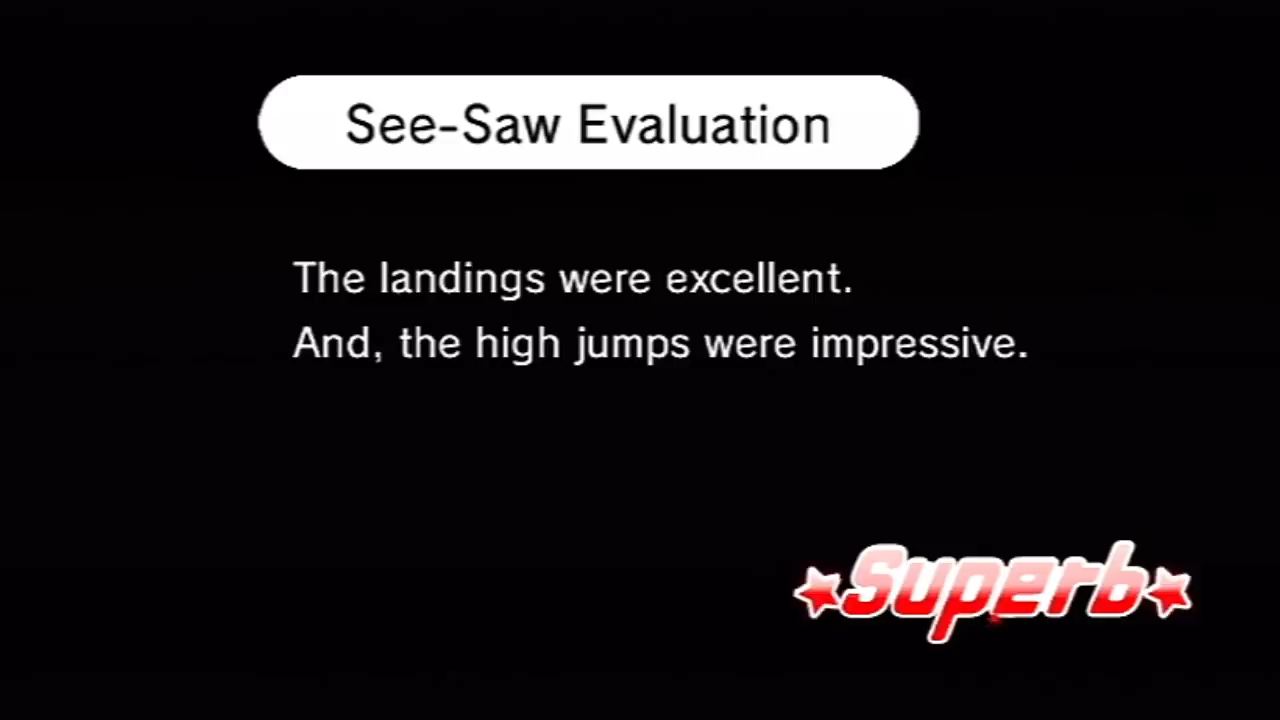 See-Saw Evaluation
The landings were excellent.
And, the high jumps were impressive.
Superb